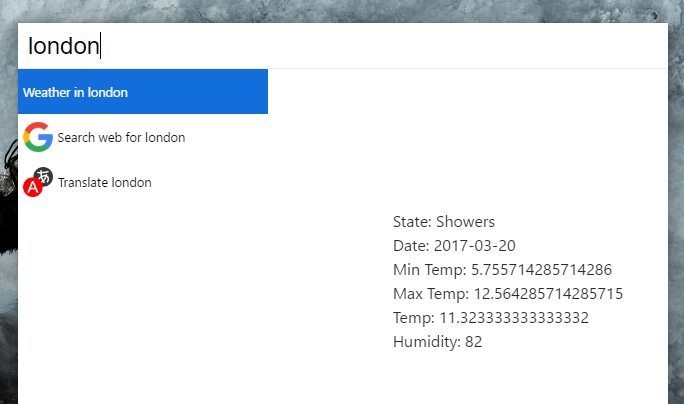 london
Weather in london
Search web for london
あ
A
Translate london
State: Showers
Date: 2017-03-20
Min Temp: 5.755714285714286
Max Temp: 12.564285714285715
Temp: 11.323333333333332
Humidity: 82